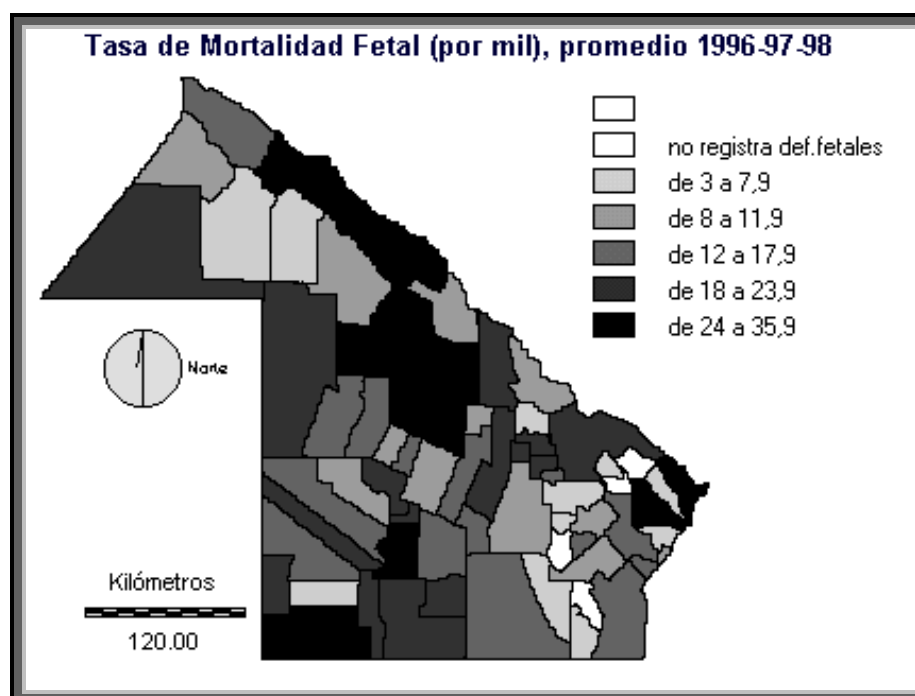 Tasa de Mortalidad Fetal (por mil), promedio 1996-97-98
no registra def.fetales
de 3 a 7,9
de 8 a 11,9
de 12 a 17,9
de 18 a 23,9
de 24 a 35,9
Norte
Kilómetros
120.00